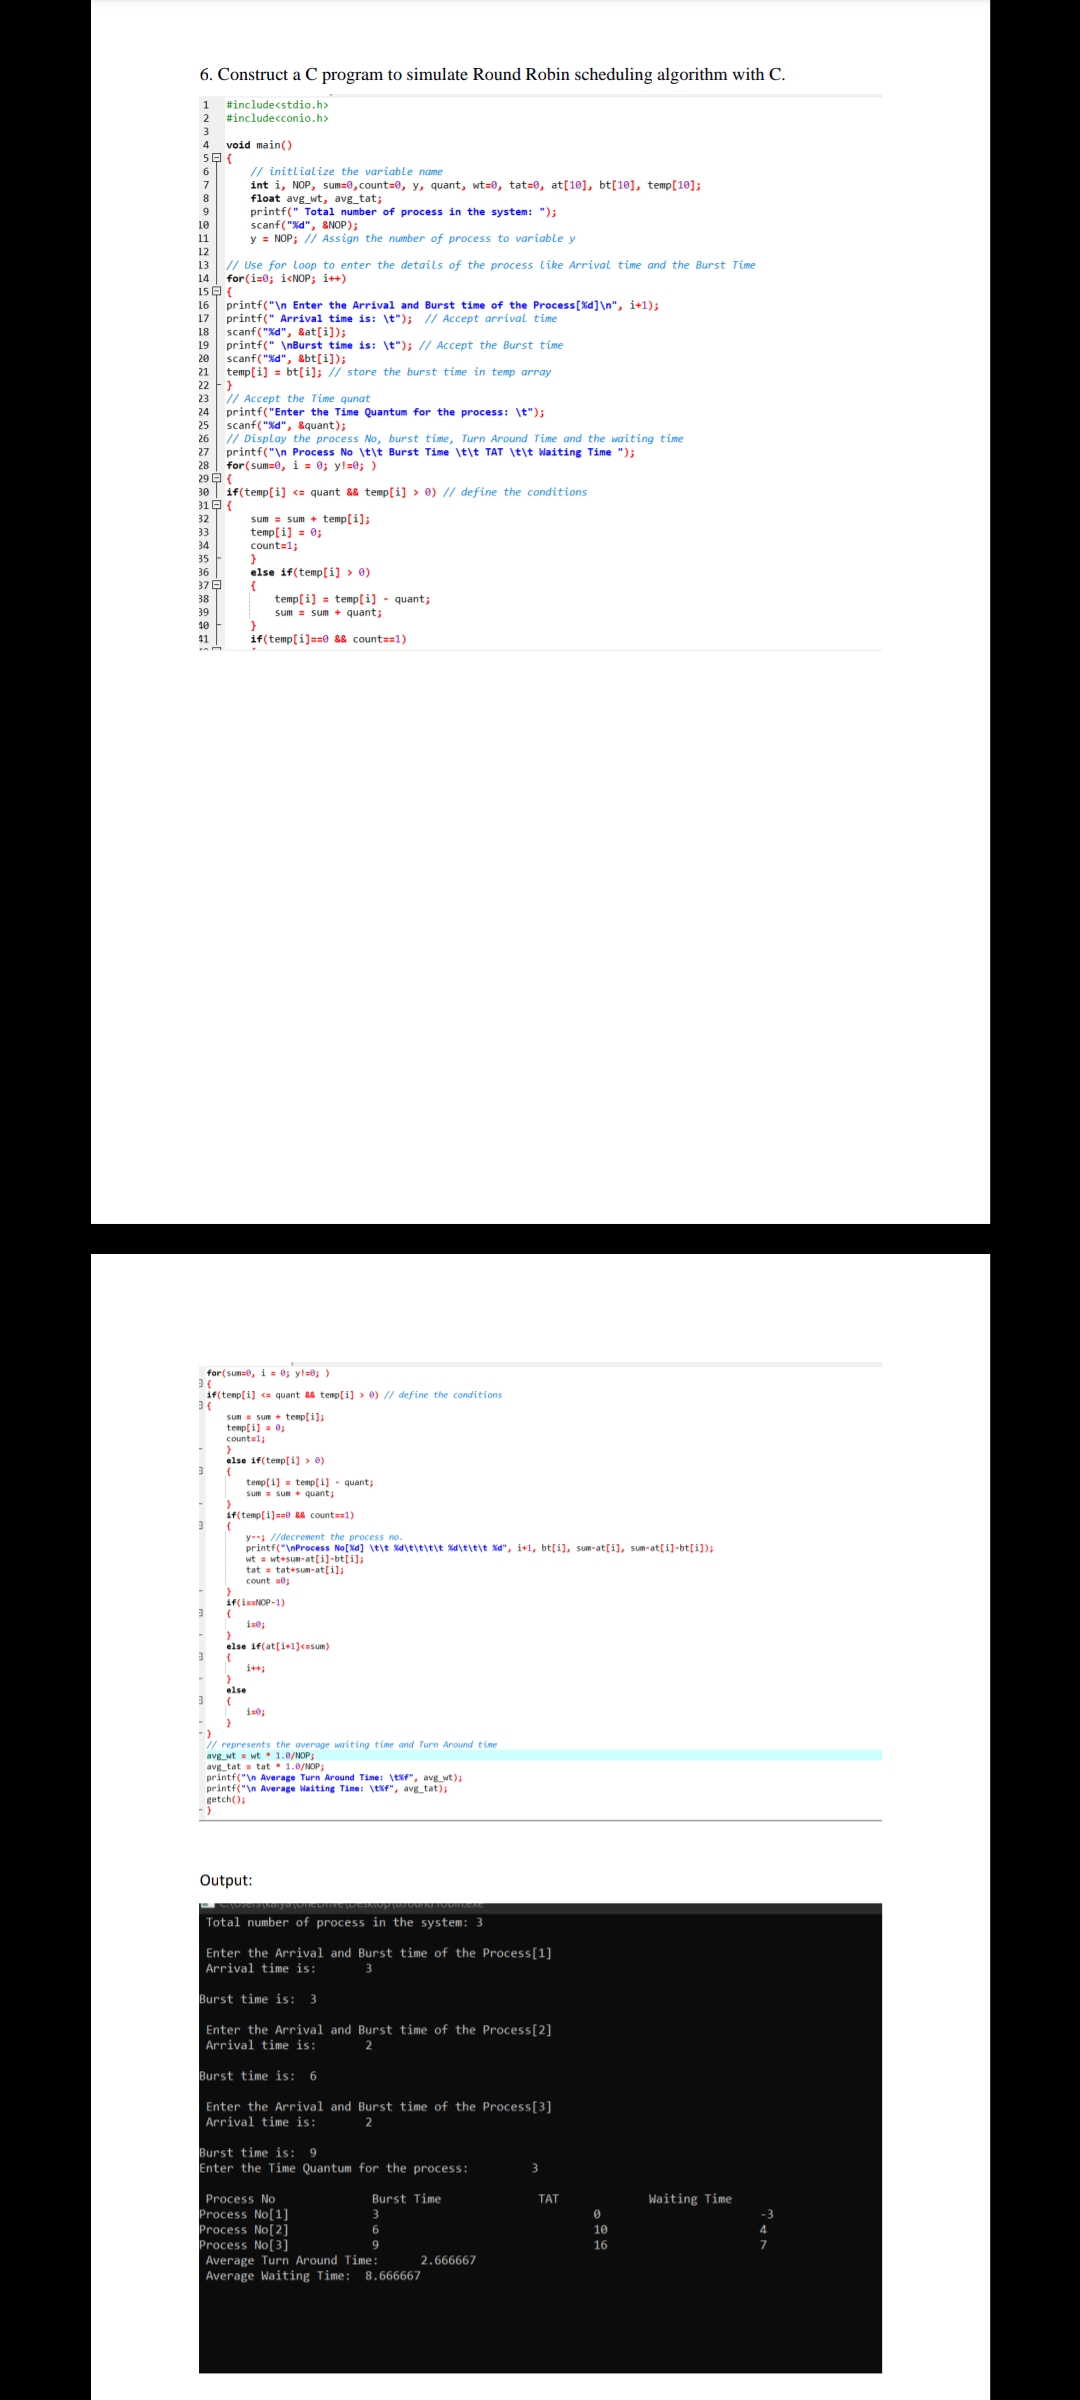 6. Construct a C program to simulate Round Robin scheduling algorithm with C.
1 #include<stdio.h>
2 #include<conio.h>
3
4 void main()
5 {
6 // initlialize the variable name
7 int i, NOP, sum=0,count=0, y, quant, wt=0, tat=0, at[10], bt[10], temp[10];
8 float avg_wt, avg_tat;
9 printf(" Total number of process in the system: ");
10 scanf("%d", &NOP);
11 y = NOP; // Assign the number of process to variable y
12
13 // Use for loop to enter the details of the process like Arrival time and the Burst Time
14 for(i=0; i<NOP; i++)
15 {
16 printf("\n Enter the Arrival and Burst time of the Process[%d]\n", i+1);
17 printf(" Arrival time is: \t"); // Accept arrival time
18 scanf("%d", &at[i]);
19 printf(" \nBurst time is: \t"); // Accept the Burst time
20 scanf("%d", &bt[i]);
21 temp[i] = bt[i]; // store the burst time in temp array
22 }
23 // Accept the Time qunat
24 printf("Enter the Time Quantum for the process: \t");
25 scanf("%d", &quant);
26 // Display the process No, burst time, Turn Around Time and the waiting time
27 printf("\n Process No \t\t Burst Time \t\t TAT \t\t Waiting Time ");
28 for(sum=0, i = 0; y!=0; )
29 {
30 if(temp[i] <= quant && temp[i] > 0) // define the conditions
31 {
32 sum = sum + temp[i];
33 temp[i] = 0;
34 count=1;
35 }
36 else if(temp[i] > 0)
37 {
38 temp[i] = temp[i] - quant;
39 sum = sum + quant;
40 }
41 if(temp[i]==0 && count==1)
for(sum=0, i = 0; y!=0; )
{
if(temp[i] <= quant && temp[i] > 0) // define the conditions
{
sum = sum + temp[i];
temp[i] = 0;
count=1;
}
else if(temp[i] > 0)
{
temp[i] = temp[i] - quant;
sum = sum + quant;
}
if(temp[i]==0 && count==1)
{
y--; //decrement the process no.
printf("\nProcess No[%d] \t\t %d\t\t\t\t %d\t\t\t %d", i+1, bt[i], sum-at[i], sum-at[i]-bt[i]);
wt = wt+sum-at[i]-bt[i];
tat = tat+sum-at[i];
count =0;
}
if(i==NOP-1)
{
i=0;
}
else if(at[i+1]<=sum)
{
i++;
}
else
{
i=0;
}
}
// represents the average waiting time and Turn Around time
avg_wt = wt * 1.0/NOP;
avg_tat = tat * 1.0/NOP;
printf("\n Average Turn Around Time: \t%f", avg_wt);
printf("\n Average Waiting Time: \t%f", avg_tat);
getch();
}
Output:
Total number of process in the system: 3
Enter the Arrival and Burst time of the Process[1]
Arrival time is: 3
Burst time is: 3
Enter the Arrival and Burst time of the Process[2]
Arrival time is: 2
Burst time is: 6
Enter the Arrival and Burst time of the Process[3]
Arrival time is: 2
Burst time is: 9
Enter the Time Quantum for the process: 3
Process No Burst Time TAT Waiting Time
Process No[1] 3 0 -3
Process No[2] 6 10 4
Process No[3] 9 16 7
Average Turn Around Time: 2.666667
Average Waiting Time: 8.666667